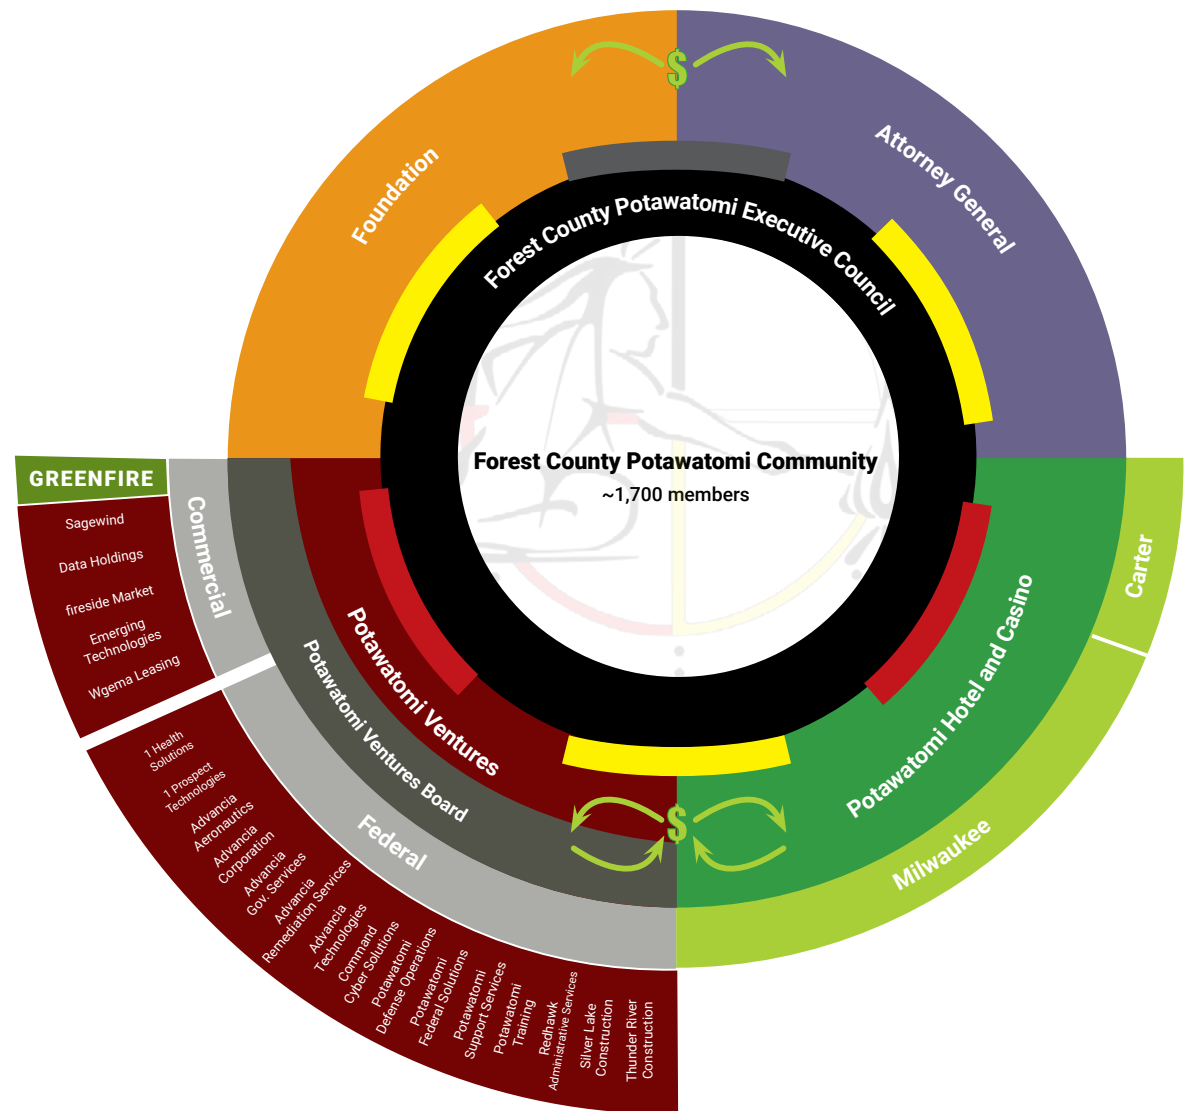 $
Foundation
Attorney General
Forest County Potawatomi Executive Council
Forest County Potawatomi Community
~1,700 members
GREENFIRE
Sagewind
Data Holdings
fireside Market
Emerging
Technologies
Wgema Leasing
Commercial
Potawatomi Ventures
Potawatomi Ventures Board
Federal
1 Health
Solutions
1 Prospect
Technologies
Advancia
Aeronautics
Advancia
Corporation
Advancia
Gov. Services
Advancia
Remediation Services
Advancia
Technologies
Command
Cyber Solutions
Potawatomi
Defense Operations
Potawatomi
Federal Solutions
Potawatomi
Support Services
Potawatomi
Training
Redhawk
Administrative Services
Silver Lake
Construction
Thunder River
Construction
$
Potawatomi Hotel and Casino
Carter
Milwaukee